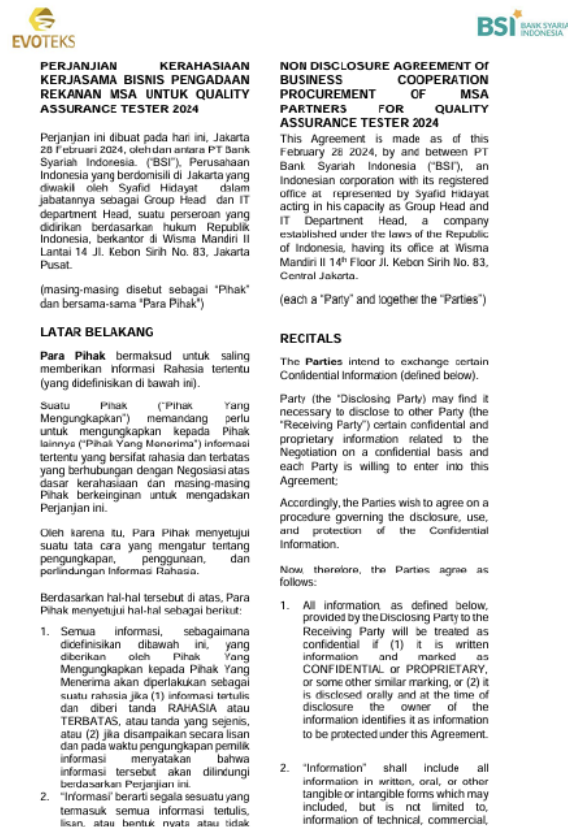 EVOTEKS
BSI BANK SYARIAH
INDONESIA
PERJANJIAN KERAHASIAAN
KERJASAMA BISNIS PENGADAAN
REKANAN MSA UNTUK QUALITY
ASSURANCE TESTER 2024
Perjanjian ini dibuat pada hari ini, Jakarta
28 Februari 2024, oleh dan antara PT Bank
Syariah Indonesia. ("BSI"), Perusahaan
Indonesia yang berdomisili di Jakarta yang
diwakil oleh Syafid Hidayat dalam
jabatannya sebagai Group Head dan IT
department Head, suatu perseroan yang
didirikan berdasarkan hukum Republik
Indonesia, berkantor di Wisma Mandiri II
Lantai 14 Jl. Kebon Sirih No. 83, Jakarta
Pusat.
(masing-masing disebut sebagai "Pihak"
dan bersama-sama "Para Pihak")
LATAR BELAKANG
Para Pihak bermaksud untuk saling
memberikan informasi Rahasia tertentu
(yang didefinisikan di bawah ini).
Suatu Pihak ("Pihak Yang
Mengungkapkan") memandang perlu
untuk mengungkapkan kepada Pihak
lainnya ("Pihak Yang Menerima") informasi
tertentu yang bersifat rahasia dan terbatas
yang berhubungan dengan Negosiasi atas
dasar kerahasiaan dan masing-masing
Pihak berkeinginan untuk mengadakan
Perjanjian ini.
Oleh karena itu, Para Pihak menyetujui
suatu tata cara yang mengatur tentang
pengungkapan, penggunaan, dan
perlindungan Informasi Rahasia.
Berdasarkan hal-hal tersebut di atas, Para
Pihak menyetujui hal-hal sebagai berikut:
1. Semua informasi, sebagaimana
didefinisikan dibawah ini, yang
diberikan oleh Pihak Yang
Mengungkapkan kepada Pihak Yang
Menerima akan diperlakukan sebagai
suatu rahasia jika (1) informasi tertulis
dan diberi tanda RAHASIA atau
TERBATAS, atau tanda yang sejenis,
atau (2) jika disampaikan secara lisan
dan pada waktu pengungkapan pemilik
informasi menyatakan bahwa
informasi tersebut akan dilindungi
berdasarkan Perjanjian ini.
2. "Informasi' berarti segala sesuatu yang
termasuk semua informasi tertulis,
lisan, atau bentuk nyata atau tidak
NON DISCLOSURE AGREEMENT Of
BUSINESS COOPERATION
PROCUREMENT OF MSA
PARTNERS FOR QUALITY
ASSURANCE TESTER 2024
This Agreement is made as of this
February 28 2024, by and between PT
Bank Syariah Indonesia ("BSI"), an
Indonesian corporation with its registered
office at represented by Syafid Hidayat
acting in his capacity as Group Head and
IT Department Head, a company
established under the laws of the Republic
of Indonesia, having its office at Wisma
Mandiri II 14th Floor Jl. Kebon Sirih No. 83,
Central Jakarta.
(each a "Party" and together the "Parties")
RECITALS
The Parties intend to exchange certain
Confidential Information (defined below).
Party (the "Disclosing Party) may find it
necessary to disclose to other Party (the
"Receiving Party") certain confidential and
proprietary information related to the
Negotiation on a confidential basis and
each Party is willing to enter into this
Agreement;
Accordingly, the Parties wish to agree on a
procedure governing the disclosure, use,
and protection of the Confidential
Information.
Now, therefore, the Parties agree as
follows:
1. All information, as defined below,
provided by the Disclosing Party to the
Receiving Party will be treated as
confidential if (1) it is written
information and marked as
CONFIDENTIAL or PROPRIETARY,
or some other similar marking, or (2) it
is disclosed orally and at the time of
disclosure the owner of the
information identifies it as information
to be protected under this Agreement.
2. "Information" shall include all
information in written, oral, or other
tangible or intangible forms which may
included, but is not limited to,
information of technical, commercial,